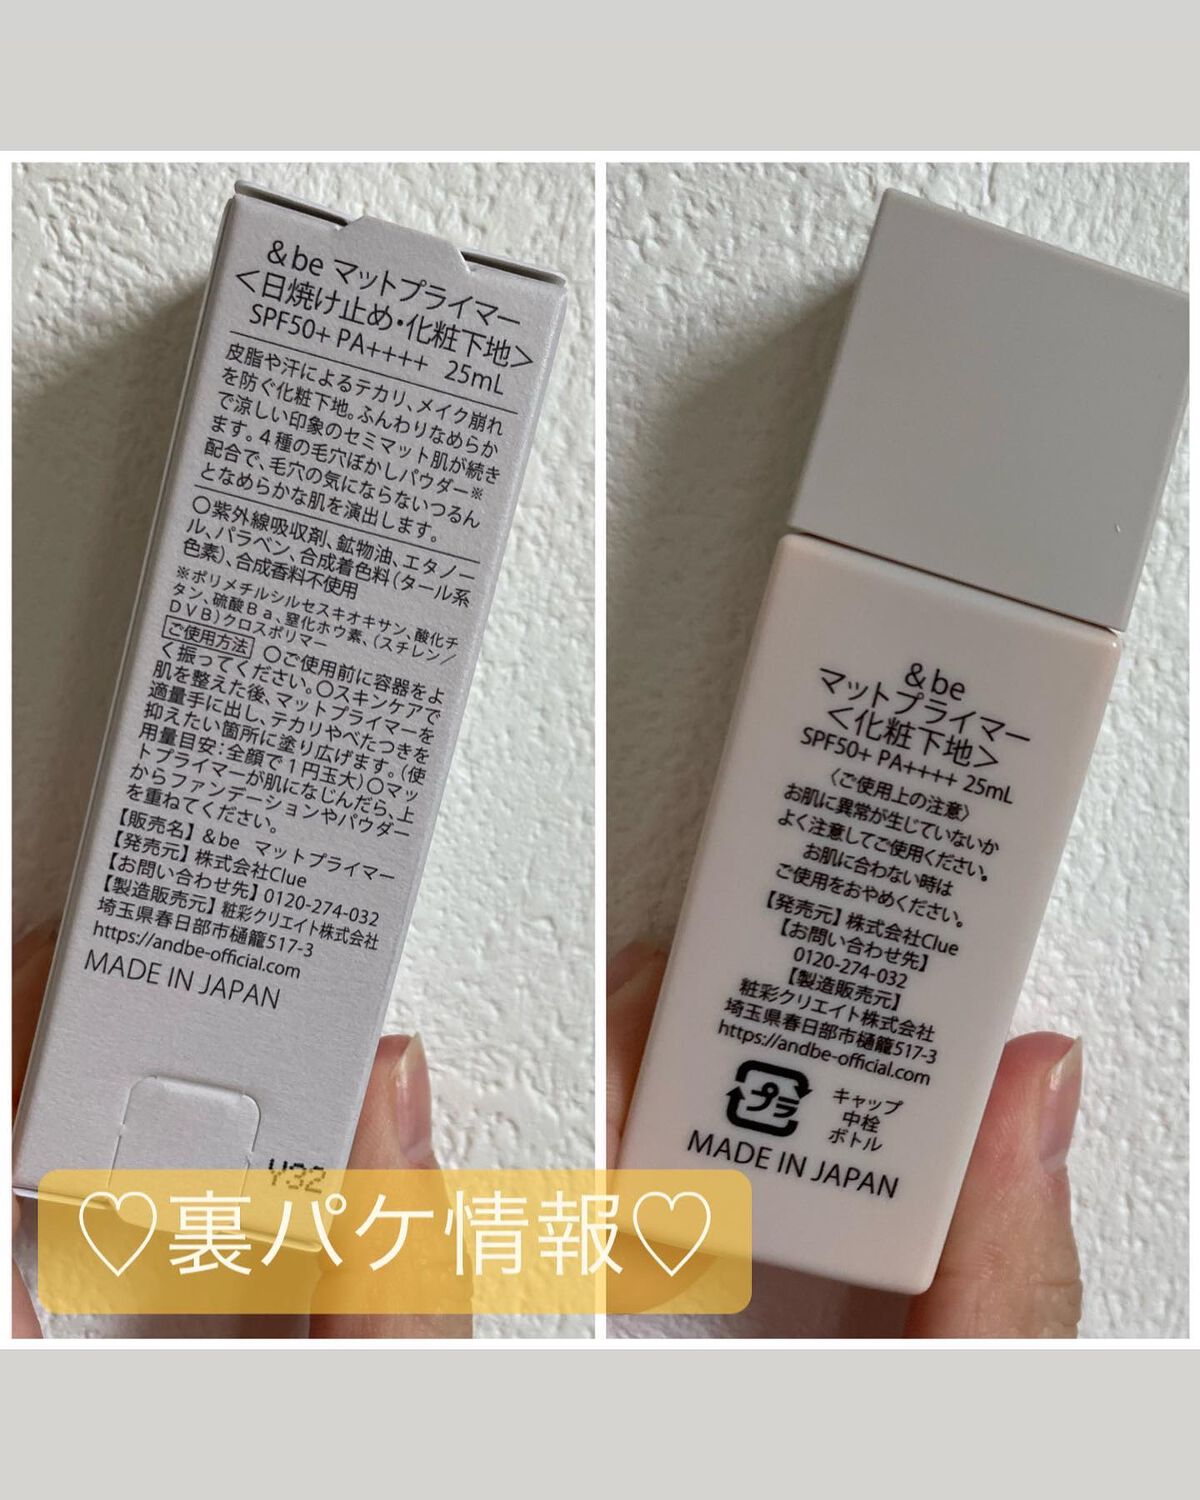 &be マットプライマー
<日焼け止め・化粧下地>
SPF50+ PA++++ 25mL
皮脂や汗によるテカリ、メイク崩れ
を防ぐ化粧下地。ふんわりなめらか
で涼しい印象のセミマット肌が続き
ます。4種の毛穴ぼかしパウダー※
配合で、毛穴の気にならないつるん
となめらかな肌を演出します。
○紫外線吸収剤、鉱物油、エタノー
ル、パラベン、合成着色料(タール系
色素)、合成香料不使用
※ポリメチルシルセスキオキサン、酸化チ
タン、硫酸Ba、窒化ホウ素、(スチレン/
DVB)クロスポリマー
ご使用方法 ○ご使用前に容器をよ
く振ってください。○スキンケアで
肌を整えた後、マットプライマーを
適量手に出し、テカリやべたつきを
抑えたい箇所に塗り広げます。(使
用量目安:全顔で1円玉大)○マッ
トプライマーが肌になじんだら、上
からファンデーションやパウダー
を重ねてください。
【販売名】&be マットプライマー
【発売元】株式会社Clue
【お問い合わせ先】0120-274-032
【製造販売元】粧彩クリエイト株式会社
埼玉県春日部市樋籠517-3
https://andbe-official.com
MADE IN JAPAN
Y32
&be
マットプライマー
<化粧下地>
SPF50+ PA++++ 25mL
〈ご使用上の注意〉
お肌に異常が生じていないか
よく注意してご使用ください。
お肌に合わない時は
ご使用をおやめください。
【発売元】株式会社Clue
【お問い合わせ先】
0120-274-032
【製造販売元】
粧彩クリエイト株式会社
埼玉県春日部市樋籠517-3
https://andbe-official.com
プラ
キャップ
中栓
ボトル
MADE IN JAPAN
♡裏パケ情報♡